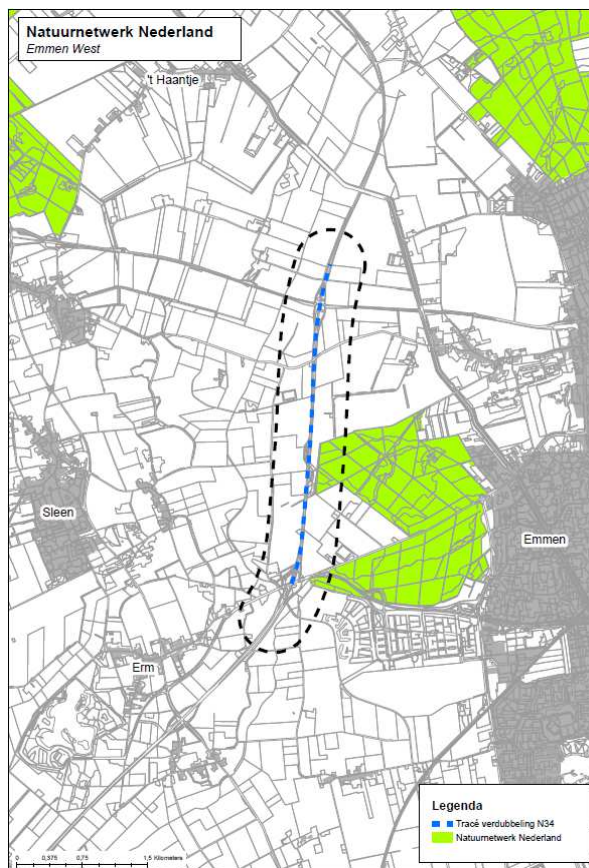 Natuurnetwerk Nederland
Emmen West
't Haantje
Sleen
Emmen
Erm
Legenda
Tracé verdubbeling N34
Natuurnetwerk Nederland
0 0,375 0,75 1,5 Kilometers